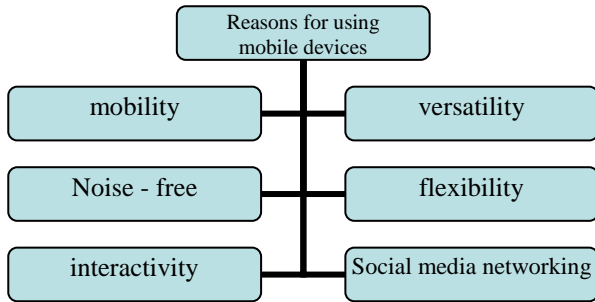 Reasons for using
mobile devices
mobility
versatility
Noise - free
flexibility
interactivity
Social media networking